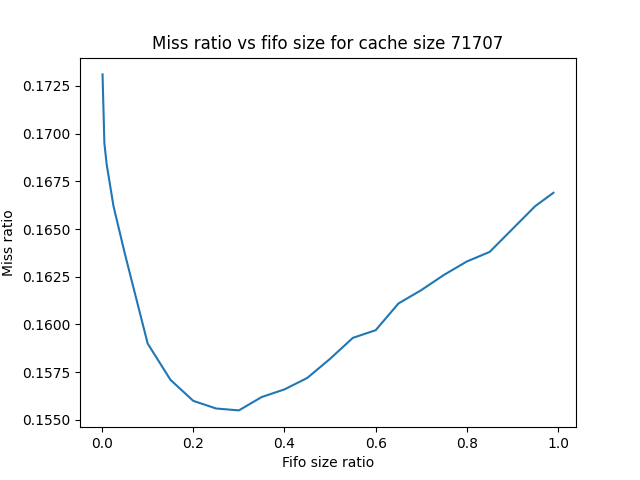 Miss ratio vs fifo size for cache size 71707
Miss ratio
0.1725
0.1700
0.1675
0.1650
0.1625
0.1600
0.1575
0.1550
0.0 0.2 0.4 0.6 0.8 1.0
Fifo size ratio